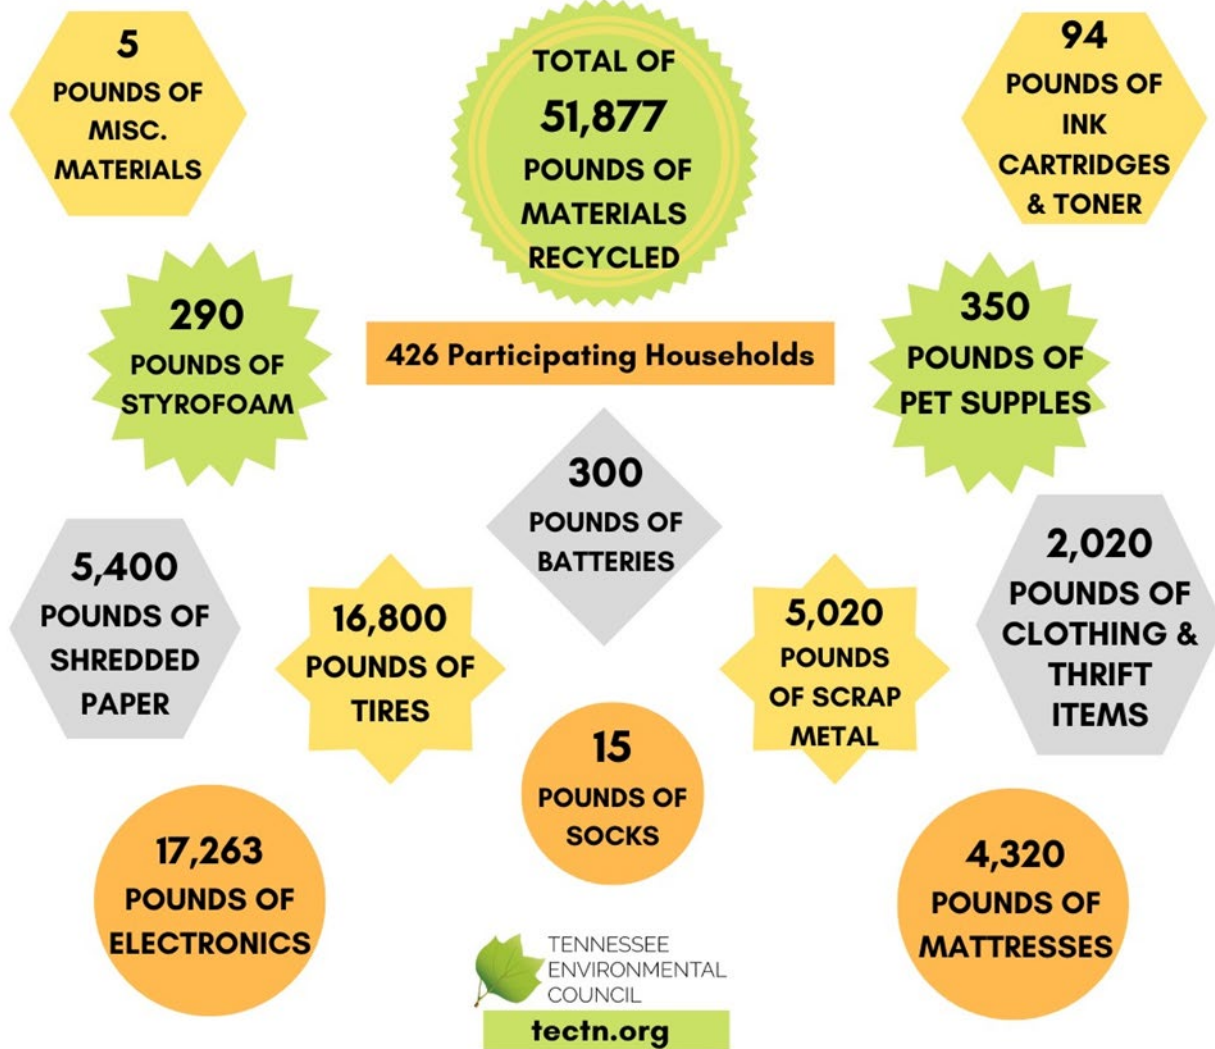 5
POUNDS OF
MISC.
MATERIALS
TOTAL OF
51,877
POUNDS OF
MATERIALS
RECYCLED
94
POUNDS OF
INK
CARTRIDGES
& TONER
290
POUNDS OF
STYROFOAM
426 Participating Households
350
POUNDS OF
PET SUPPLES
300
POUNDS OF
BATTERIES
5,400
POUNDS OF
SHREDDED
PAPER
16,800
POUNDS OF
TIRES
5,020
POUNDS
OF SCRAP
METAL
2,020
POUNDS OF
CLOTHING &
THRIFT
ITEMS
15
POUNDS OF
SOCKS
17,263
POUNDS OF
ELECTRONICS
4,320
POUNDS OF
MATTRESSES
TENNESSEE
ENVIRONMENTAL
COUNCIL
tectn.org